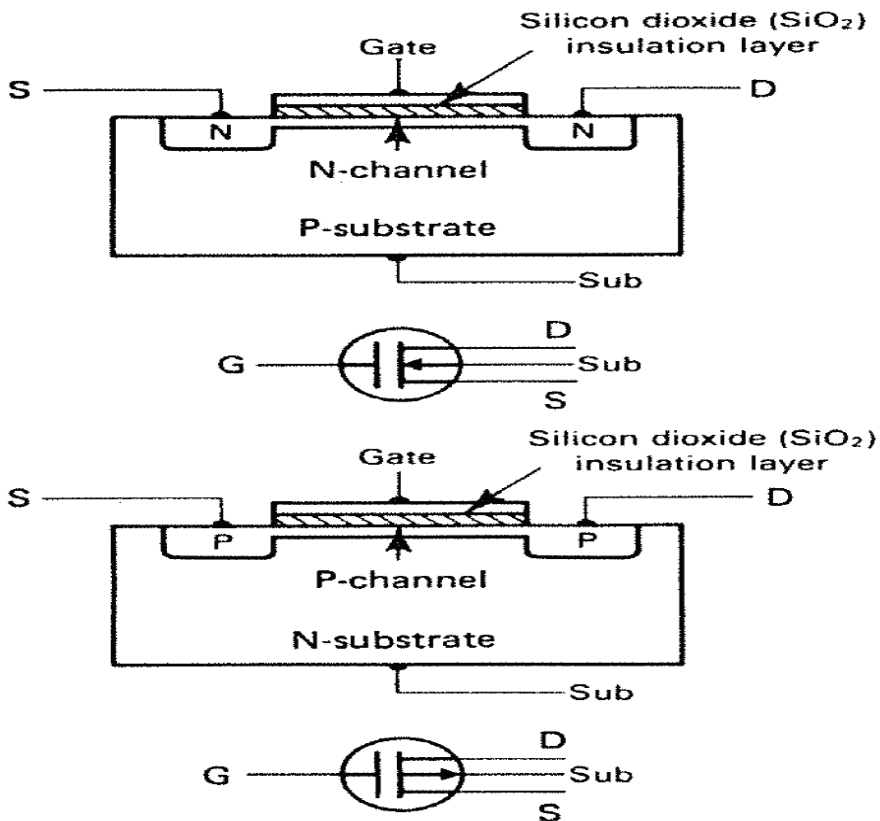 Silicon dioxide (SiO₂)
insulation layer
Gate
S
D
N
N
N-channel
P-substrate
Sub
D
G
Sub
S
Silicon dioxide (SiO₂)
insulation layer
Gate
S
D
P
P
P-channel
N-substrate
Sub
D
G
Sub
S